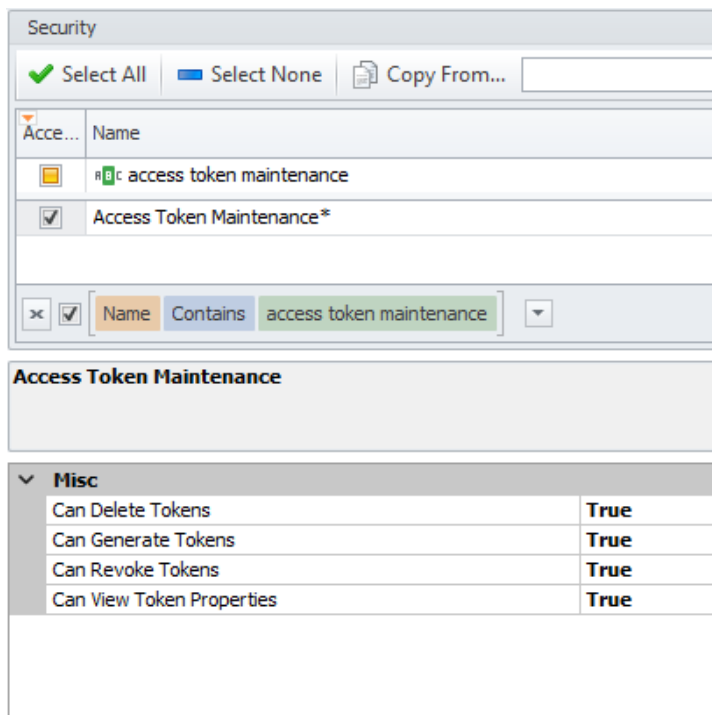 Security
Select All Select None Copy From...
Acce... Name
ABC access token maintenance
Access Token Maintenance*
Name Contains access token maintenance
Access Token Maintenance
Misc
Can Delete Tokens True
Can Generate Tokens True
Can Revoke Tokens True
Can View Token Properties True